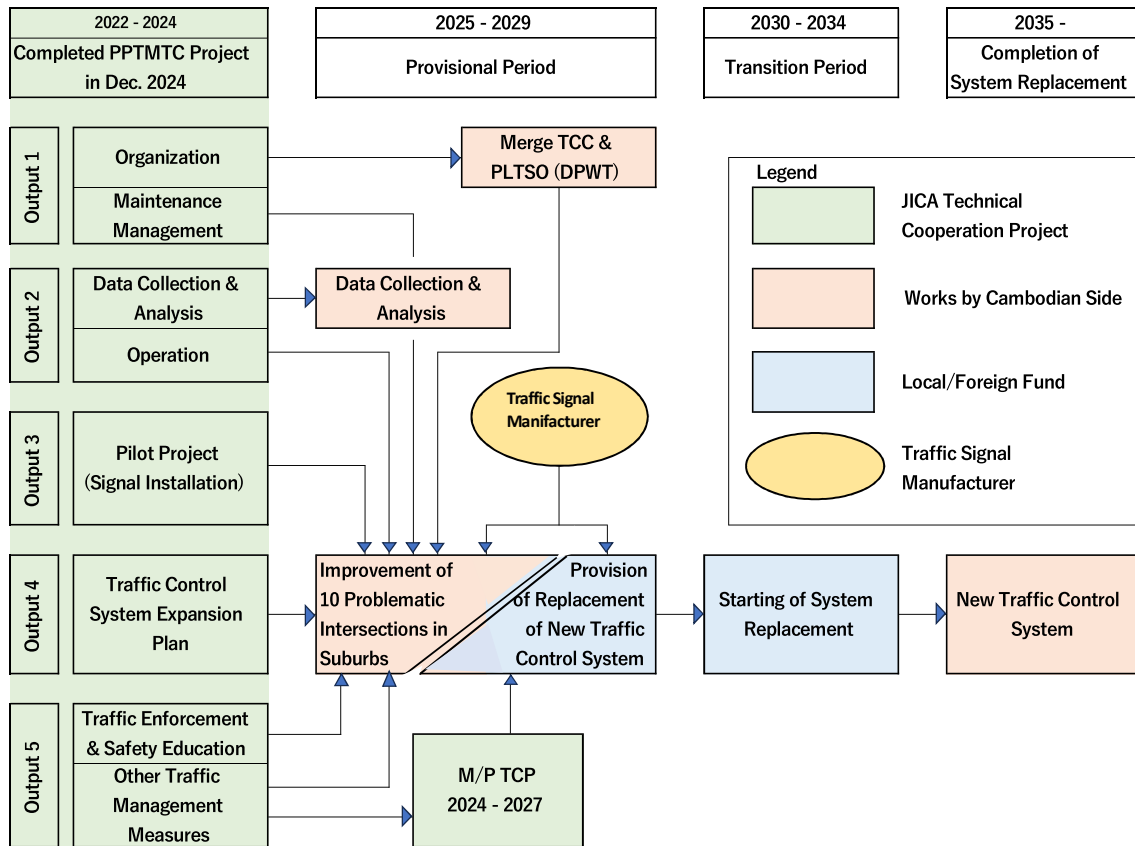 2022 - 2024
Completed PPTMTC Project
in Dec. 2024
2025 - 2029
Provisional Period
2030 - 2034
Transition Period
2035 -
Completion of
System Replacement
Output 1
Organization
Maintenance
Management
Merge TCC &
PLTSO (DPWT)
Output 2
Data Collection &
Analysis
Operation
Data Collection &
Analysis
Traffic Signal
Manifacturer
Legend
JICA Technical
Cooperation Project
Works by Cambodian Side
Local/Foreign Fund
Traffic Signal
Manufacturer
Output 3
Pilot Project
(Signal Installation)
Output 4
Traffic Control
System Expansion
Plan
Improvement of
10 Problematic
Intersections in
Suburbs
Provision
of Replacement
of New Traffic
Control System
Starting of System
Replacement
New Traffic Control
System
Output 5
Traffic Enforcement
& Safety Education
Other Traffic
Management
Measures
M/P TCP
2024 - 2027